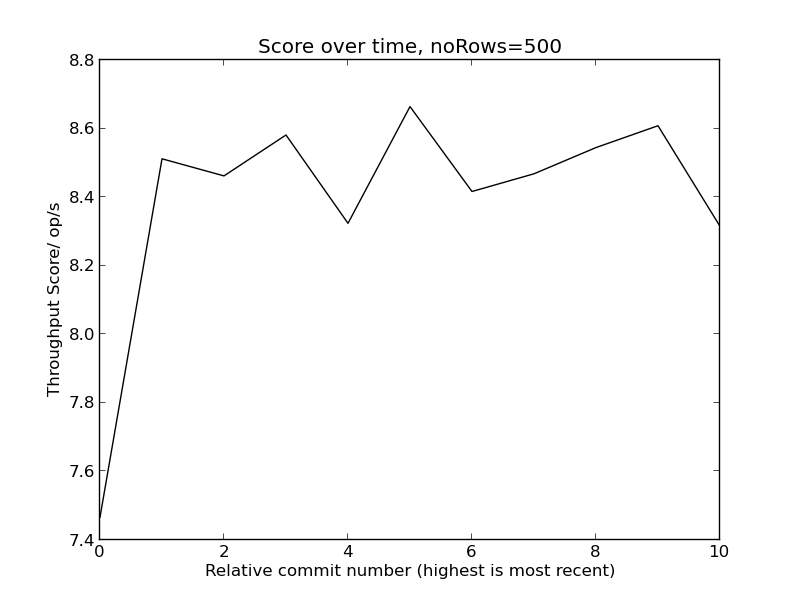 Score over time, noRows=500
Throughput Score/ op/s
8.8
8.6
8.4
8.2
8.0
7.8
7.6
7.4
0 2 4 6 8 10
Relative commit number (highest is most recent)